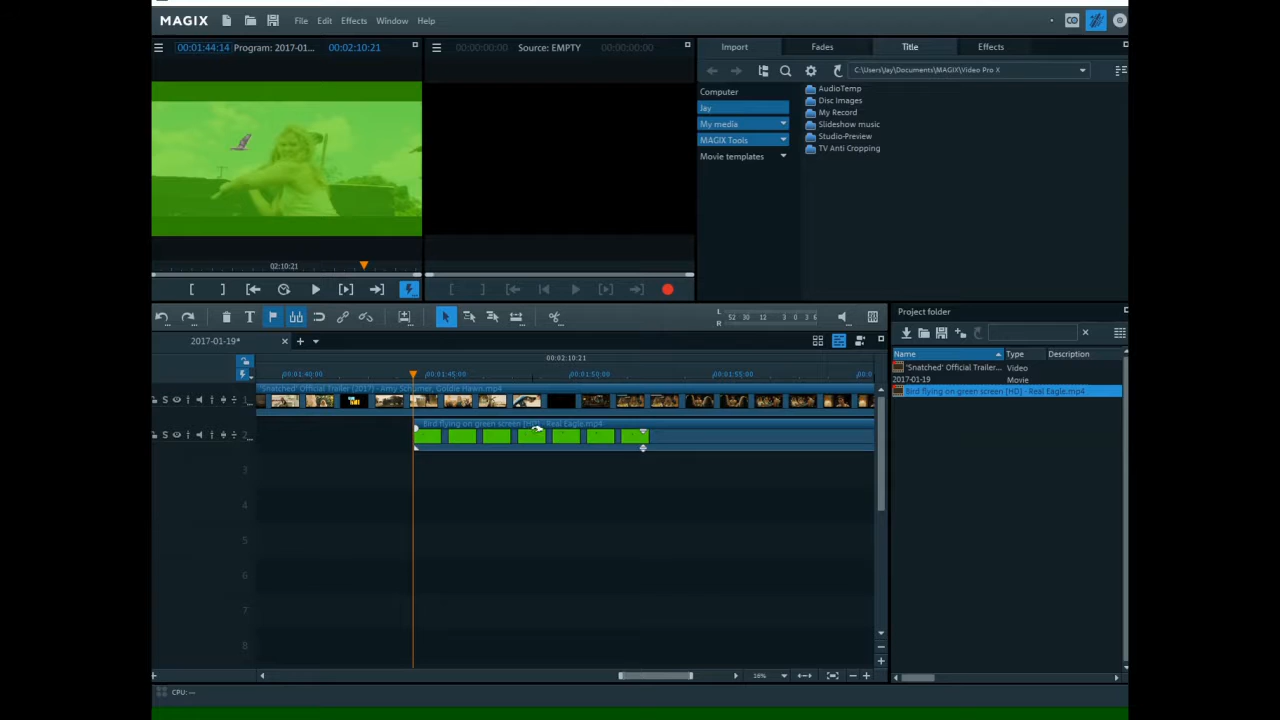 MAGIX File Edit Effects Window Help
00:01:44:14 Program: 2017-01... 00:02:10:21
00:00:00:00 Source: EMPTY 00:00:00:00
Import Fades Title Effects
C:\Users\Jay\Documents\MAGIX\Video Pro X
Computer
Jay
My media
MAGIX Tools
Movie templates
AudioTemp
Disc Images
My Record
Slideshow music
Studio-Preview
TV Anti Cropping
02:10:21
L
R
52 30 12 3 0 3 6
2017-01-19*
00:02:10:21
00:01:40:00 00:01:45:00 00:01:50:00 00:01:55:00 00:0
'Snatched' Official Trailer (2017) - Amy Schumer, Goldie Hawn.mp4
S 1
Bird flying on green screen [HD] - Real Eagle.mp4
S 2
3
4
5
6
7
8
16%
Project folder
Name Type Description
'Snatched' Official Trailer... Video
2017-01-19 Movie
Bird flying on green screen [HD] - Real Eagle.mp4
CPU: --